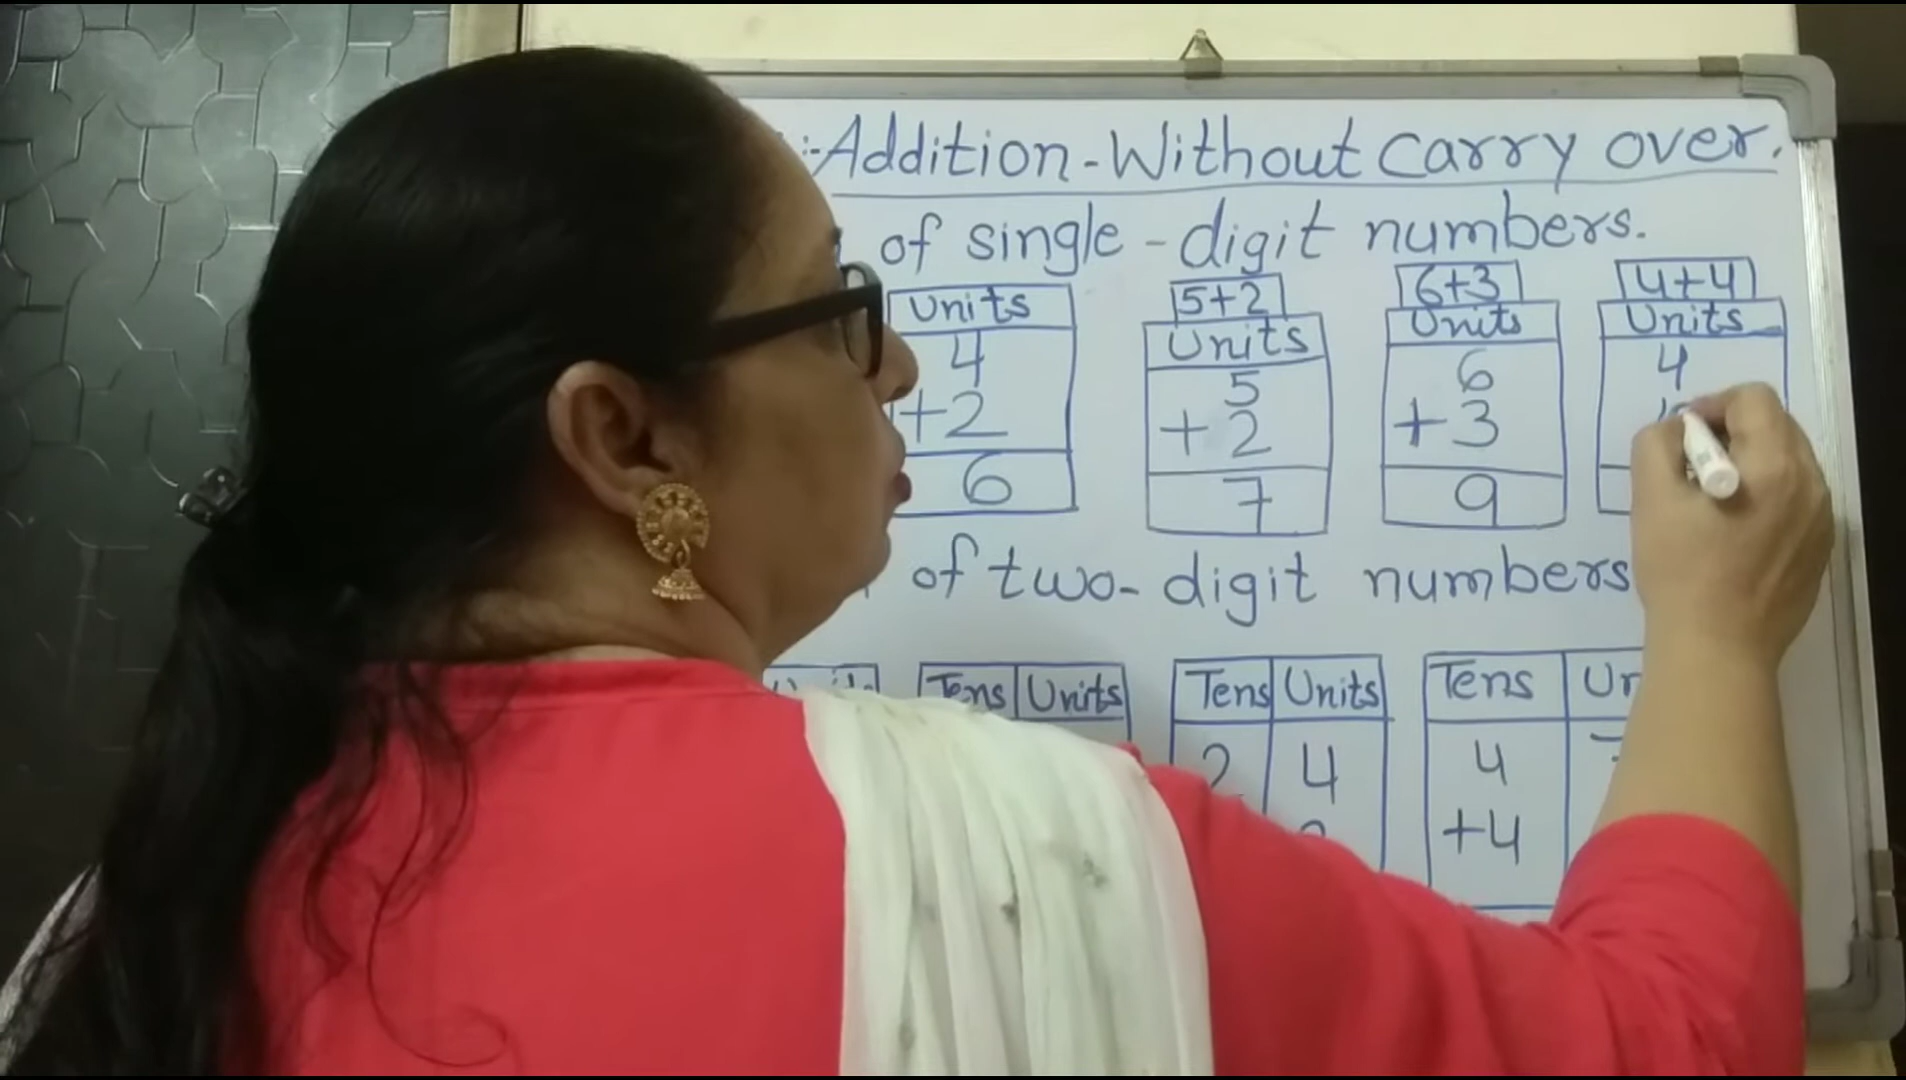 :-Addition-Without Carry over.
of single-digit numbers.
5+2 6+3 4+4
Units Units Units Units
4 5 6 4
+2 +2 +3
6 7 9
of two-digit numbers
Tens Units Tens Units Tens
2 4 4
+4